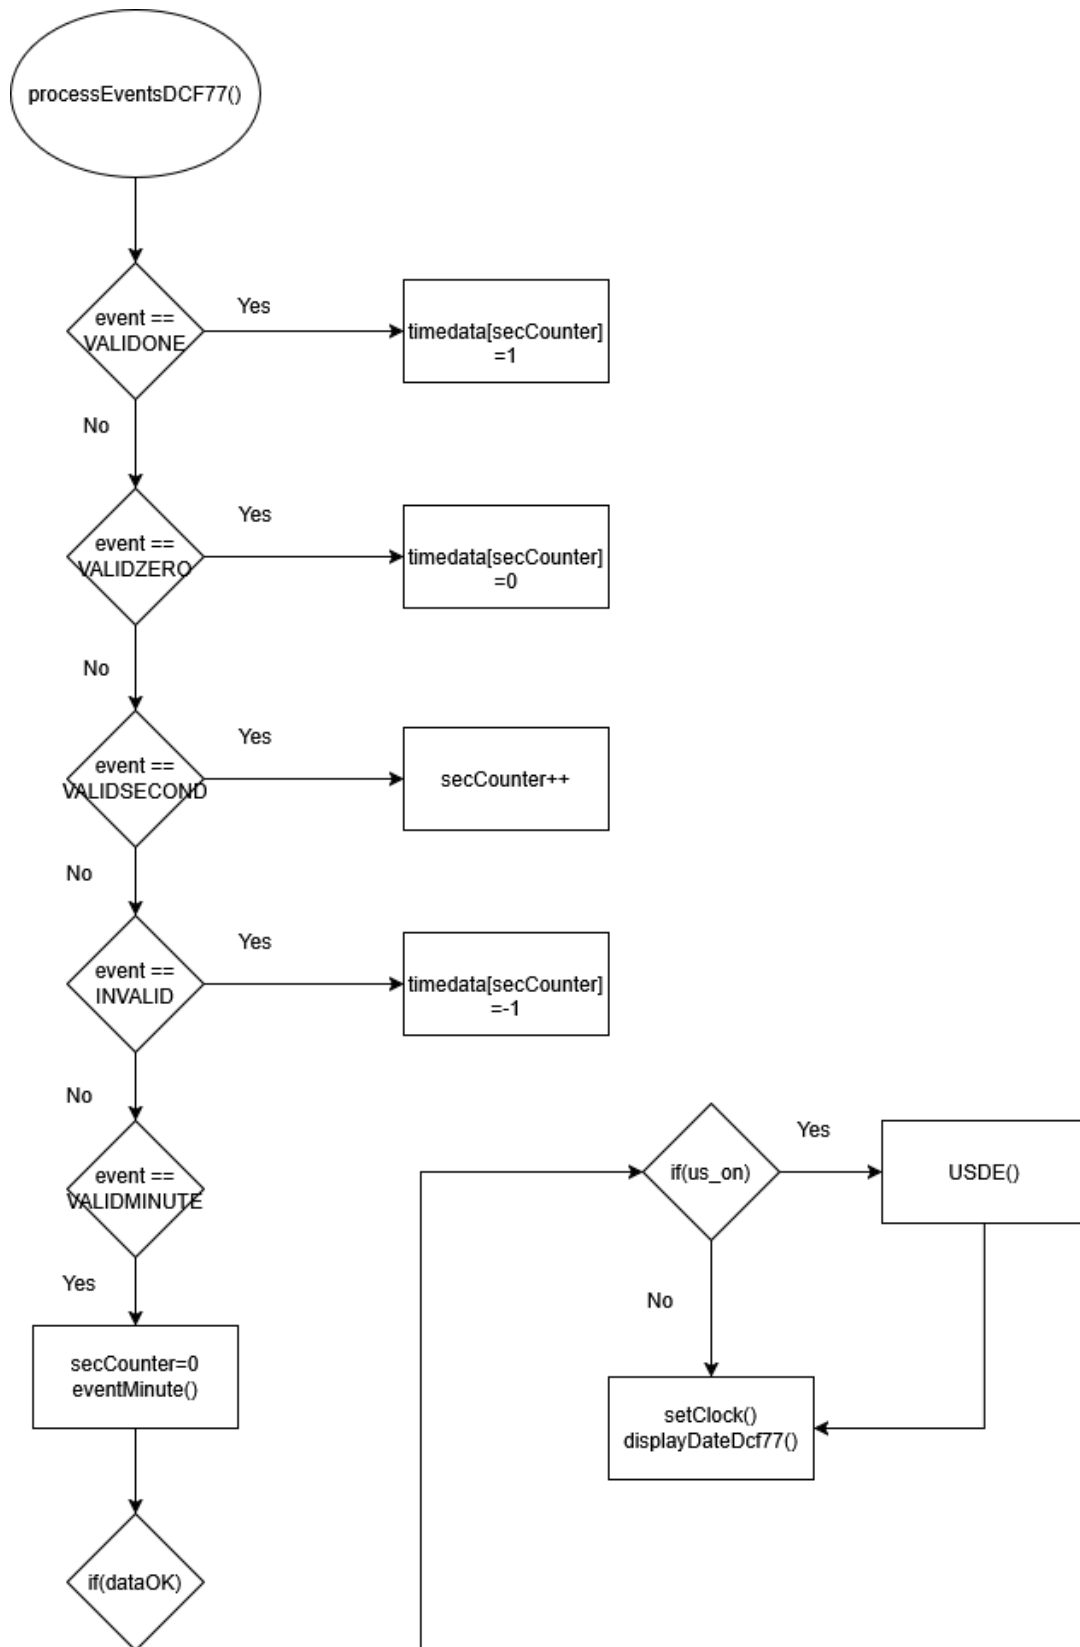 processEventsDCF77()
event ==
VALIDONE
Yes
timedata[secCounter]
=1
No
event ==
VALIDZERO
Yes
timedata[secCounter]
=0
No
event ==
VALIDSECOND
Yes
secCounter++
No
event ==
INVALID
Yes
timedata[secCounter]
=-1
No
event ==
VALIDMINUTE
Yes
secCounter=0
eventMinute()
if(dataOK)
if(us_on)
Yes
USDE()
No
setClock()
displayDateDcf77()